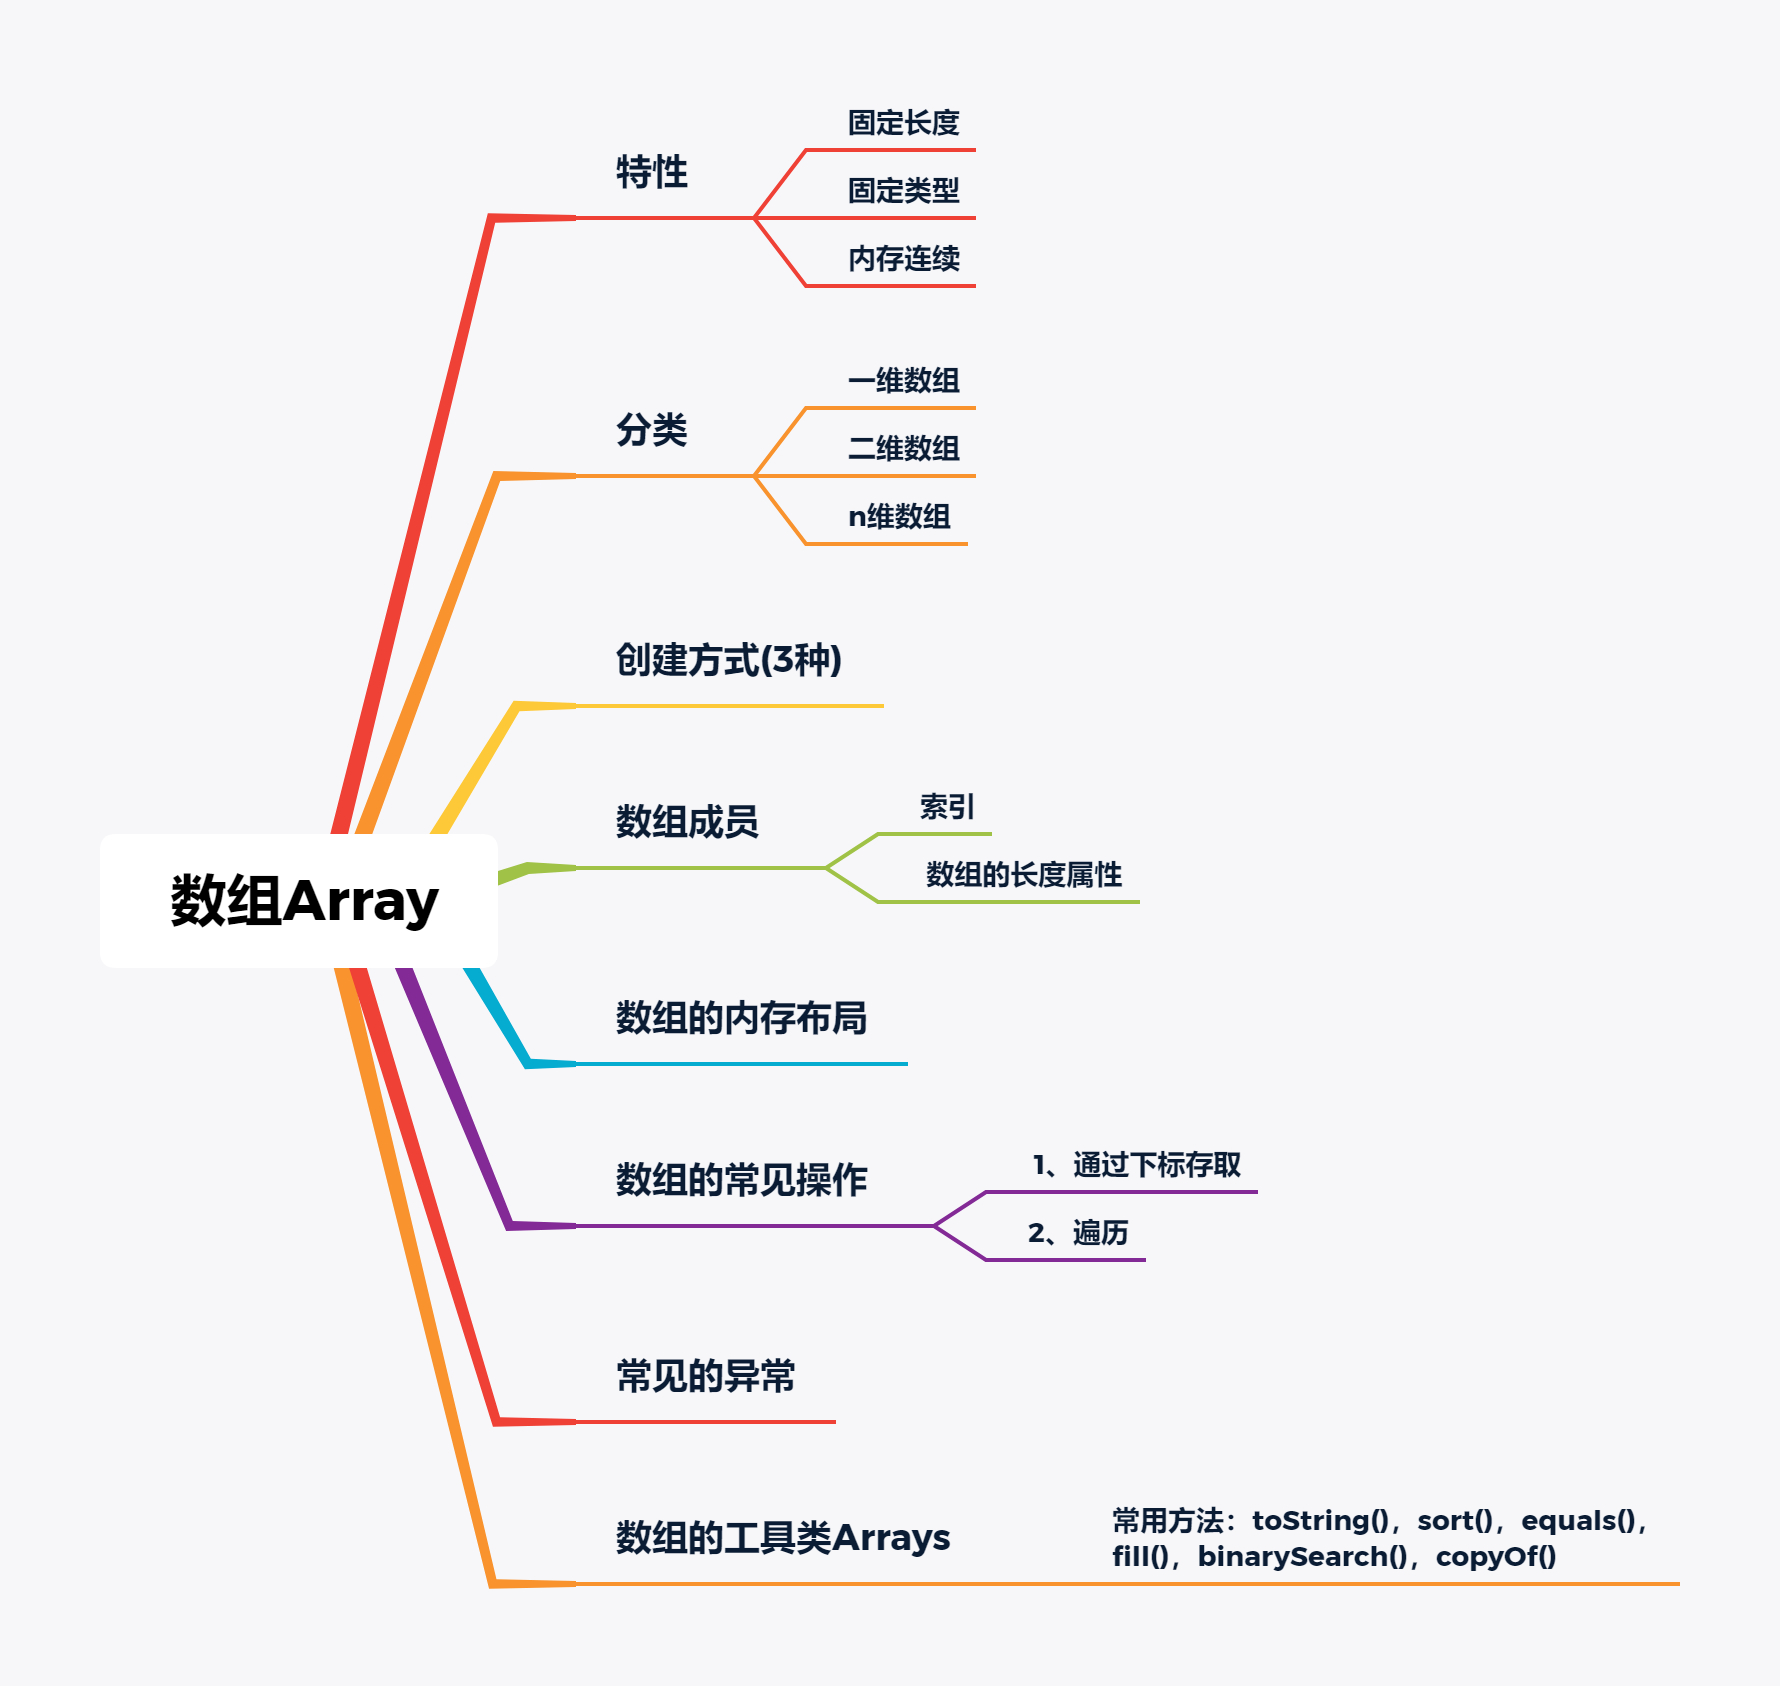 数组Array
特性
固定长度
固定类型
内存连续
分类
一维数组
二维数组
n维数组
创建方式(3种)
数组成员
索引
数组的长度属性
数组的内存布局
数组的常见操作
1、通过下标存取
2、遍历
常见的异常
数组的工具类Arrays
常用方法：toString()，sort()，equals()，
fill()，binarySearch()，copyOf()